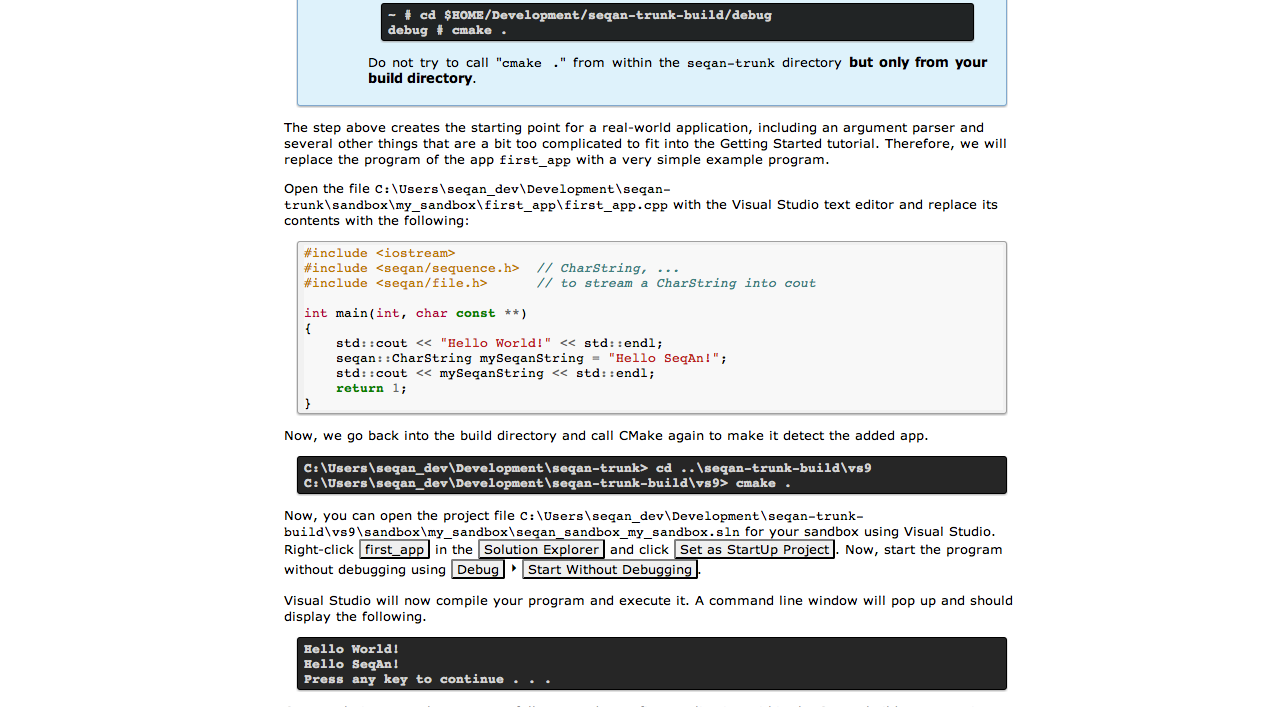 ~ # cd $HOME/Development/seqan-trunk-build/debug
debug # cmake .
Do not try to call "cmake ." from within the seqan-trunk directory but only from your
build directory.
The step above creates the starting point for a real-world application, including an argument parser and
several other things that are a bit too complicated to fit into the Getting Started tutorial. Therefore, we will
replace the program of the app first_app with a very simple example program.
Open the file C:\Users\seqan_dev\Development\seqan-
trunk\sandbox\my_sandbox\first_app\first_app.cpp with the Visual Studio text editor and replace its
contents with the following:
#include <iostream>
#include <seqan/sequence.h>  // CharString, ...
#include <seqan/file.h>      // to stream a CharString into cout
int main(int, char const **)
{
    std::cout << "Hello World!" << std::endl;
    seqan::CharString mySeqanString = "Hello SeqAn!";
    std::cout << mySeqanString << std::endl;
    return 1;
}
Now, we go back into the build directory and call CMake again to make it detect the added app.
C:\Users\seqan_dev\Development\seqan-trunk> cd ..\seqan-trunk-build\vs9
C:\Users\seqan_dev\Development\seqan-trunk-build\vs9> cmake .
Now, you can open the project file C:\Users\seqan_dev\Development\seqan-trunk-
build\vs9\sandbox\my_sandbox\seqan_sandbox_my_sandbox.sln for your sandbox using Visual Studio.
Right-click first_app in the Solution Explorer and click Set as StartUp Project. Now, start the program
without debugging using Debug ‣ Start Without Debugging.
Visual Studio will now compile your program and execute it. A command line window will pop up and should
display the following.
Hello World!
Hello SeqAn!
Press any key to continue . . .